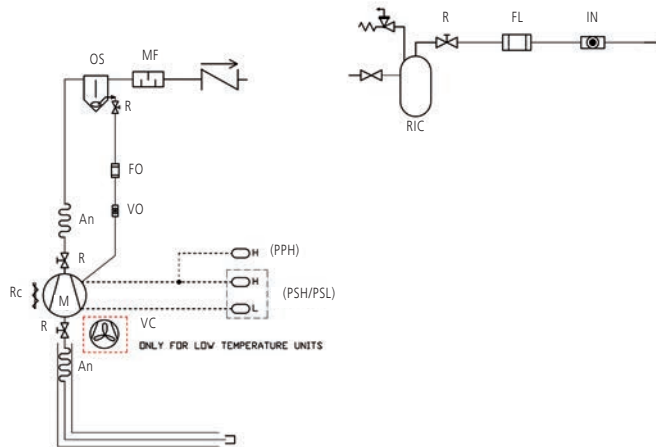 OS
MF
R
FL
IN
R
RIC
FO
An
VO
R
H
(PPH)
Rc
M
H
(PSH/PSL)
L
R
VC
ONLY FOR LOW TEMPERATURE UNITS
An